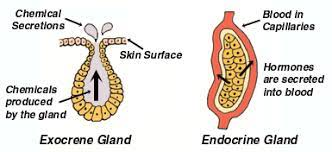 Chemical
Secretions
Skin Surface
Chemicals
produced
by the gland
Exocrine Gland
Blood in
Capillaries
Hormones
are secreted
into blood
Endocrine Gland